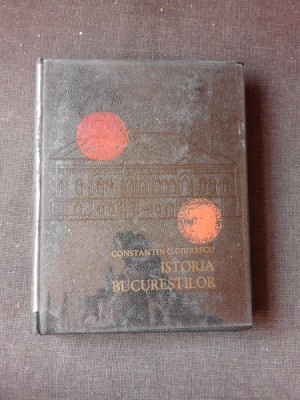 CONSTANTIN C. GIURESCU
ISTORIA
BUCUREȘTILOR